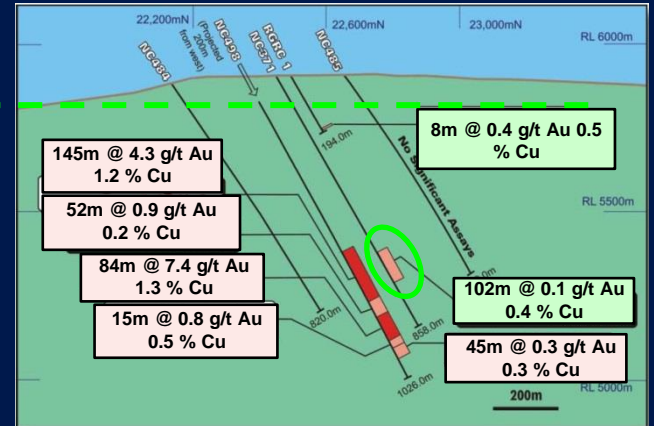 22,200mN
22,600mN
23,000mN
RL 6000m
NC484
(Projected
200m
from west)
NC498
NC371
RGRC 1
NC485
194.0m
8m @ 0.4 g/t Au 0.5
% Cu
No Significant Assays
145m @ 4.3 g/t Au
1.2 % Cu
RL 5500m
52m @ 0.9 g/t Au
0.2 % Cu
84m @ 7.4 g/t Au
1.3 % Cu
102m @ 0.1 g/t Au
0.4 % Cu
15m @ 0.8 g/t Au
0.5 % Cu
820.0m
858.0m
45m @ 0.3 g/t Au
0.3 % Cu
1026.0m
RL 5000m
200m